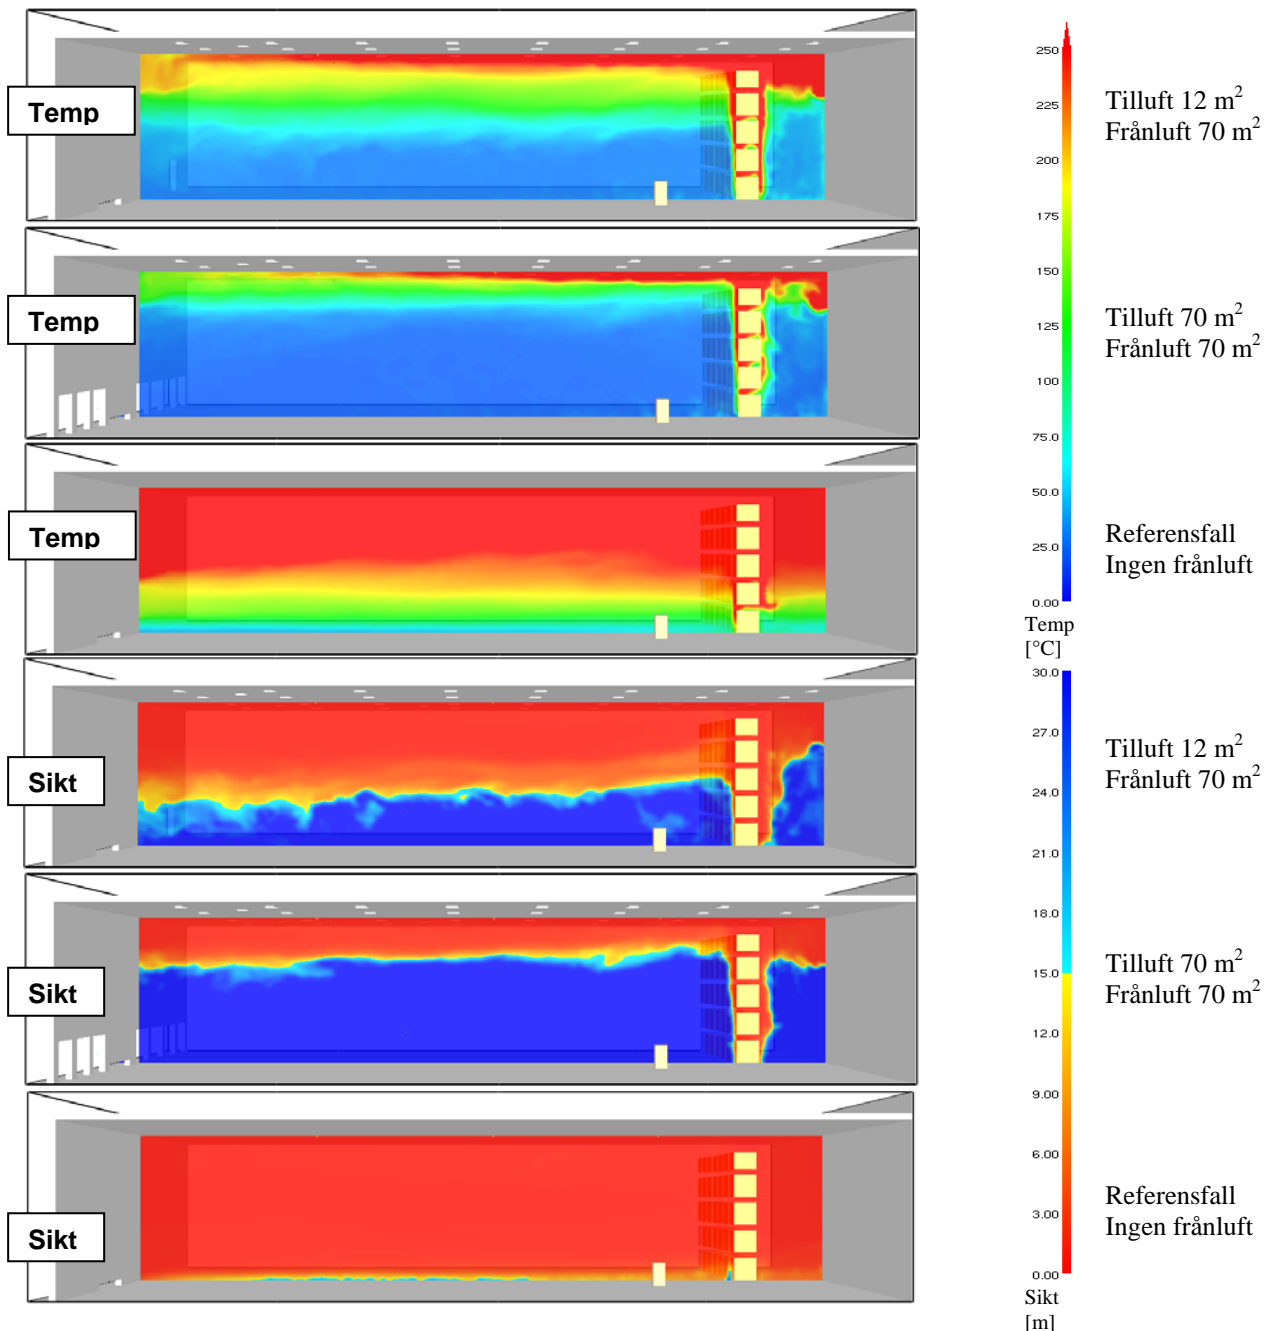 Temp
Tilluft 12 m²
Frånluft 70 m²
Temp
Tilluft 70 m²
Frånluft 70 m²
Temp
Referensfall
Ingen frånluft
250
225
200
175
150
125
100
75.0
50.0
25.0
0.00
Temp
[°C]
Sikt
Tilluft 12 m²
Frånluft 70 m²
Sikt
Tilluft 70 m²
Frånluft 70 m²
Sikt
Referensfall
Ingen frånluft
30.0
27.0
24.0
21.0
18.0
15.0
12.0
9.00
6.00
3.00
0.00
Sikt
[m]